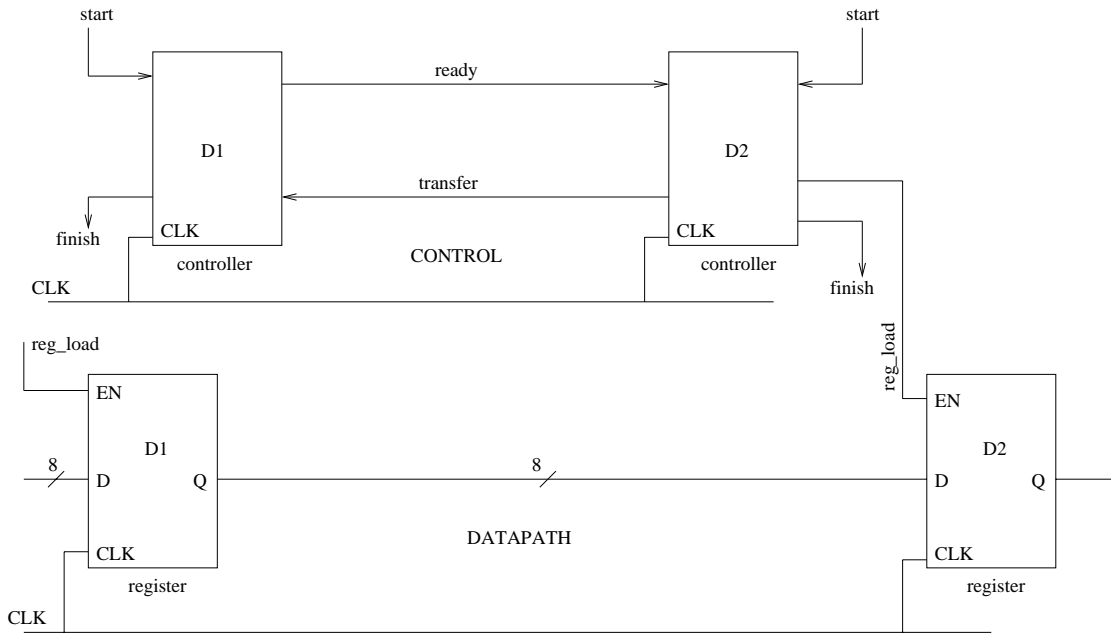 start
start
ready
D1
D2
transfer
CLK
CLK
finish
controller
CONTROL
controller
CLK
finish
reg_load
reg_load
EN
EN
D1
D2
8
8
D
Q
D
Q
CLK
DATAPATH
CLK
register
register
CLK